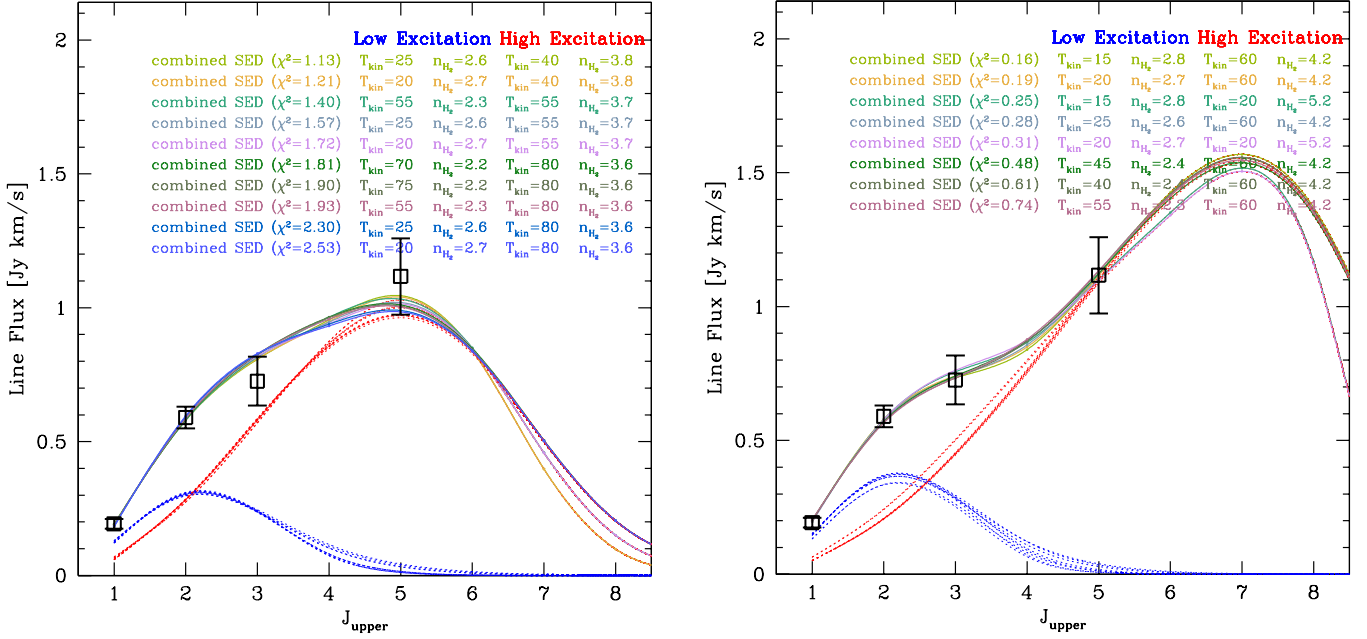 Low Excitation High Excitation
combined SED (χ²=1.13) T_kin=25 n_H₂=2.6 T_kin=40 n_H₂=3.8
combined SED (χ²=1.21) T_kin=20 n_H₂=2.7 T_kin=40 n_H₂=3.8
combined SED (χ²=1.40) T_kin=55 n_H₂=2.3 T_kin=55 n_H₂=3.7
combined SED (χ²=1.57) T_kin=25 n_H₂=2.6 T_kin=55 n_H₂=3.7
combined SED (χ²=1.72) T_kin=20 n_H₂=2.7 T_kin=55 n_H₂=3.7
combined SED (χ²=1.81) T_kin=70 n_H₂=2.2 T_kin=80 n_H₂=3.6
combined SED (χ²=1.90) T_kin=75 n_H₂=2.2 T_kin=80 n_H₂=3.6
combined SED (χ²=1.93) T_kin=55 n_H₂=2.3 T_kin=80 n_H₂=3.6
combined SED (χ²=2.30) T_kin=25 n_H₂=2.6 T_kin=80 n_H₂=3.6
combined SED (χ²=2.53) T_kin=20 n_H₂=2.7 T_kin=80 n_H₂=3.6
2
1.5
1
0.5
0
Line Flux [Jy km/s]
1 2 3 4 5 6 7 8
J_upper
Low Excitation High Excitation
combined SED (χ²=0.16) T_kin=15 n_H₂=2.8 T_kin=60 n_H₂=4.2
combined SED (χ²=0.19) T_kin=20 n_H₂=2.7 T_kin=60 n_H₂=4.2
combined SED (χ²=0.25) T_kin=15 n_H₂=2.8 T_kin=20 n_H₂=5.2
combined SED (χ²=0.28) T_kin=25 n_H₂=2.6 T_kin=60 n_H₂=4.2
combined SED (χ²=0.31) T_kin=20 n_H₂=2.7 T_kin=20 n_H₂=5.2
combined SED (χ²=0.48) T_kin=45 n_H₂=2.4 T_kin=60 n_H₂=4.2
combined SED (χ²=0.61) T_kin=40 T_kin=60 n_H₂=4.2
combined SED (χ²=0.74) T_kin=55 n_H₂=2.3 T_kin=60
2
1.5
1
0.5
0
Line Flux [Jy km/s]
1 2 3 4 5 6 7 8
J_upper